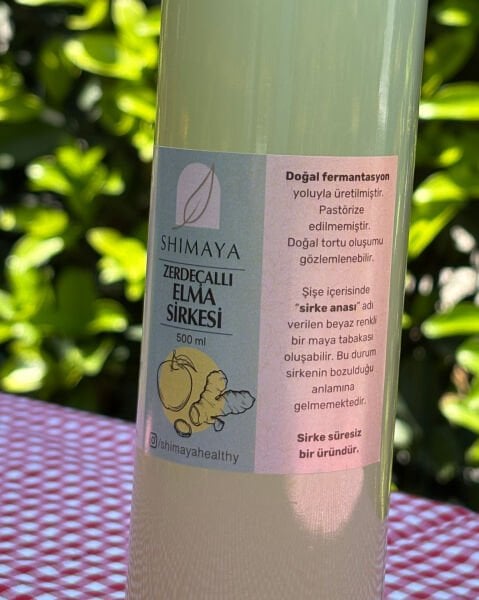 SHIMAYA
ZERDEÇALLI
ELMA
SİRKESİ
500 ml
/shimayahealthy
Doğal fermantasyon
yoluyla üretilmiştir.
Pastörize
edilmemiştir.
Doğal tortu oluşumu
gözlemlenebilir.
Şişe içerisinde
"sirke anası" adı
verilen beyaz renkli
bir maya tabakası
oluşabilir. Bu durum
sirkenin bozulduğu
anlamına
gelmemektedir.
Sirke süresiz
bir üründür.